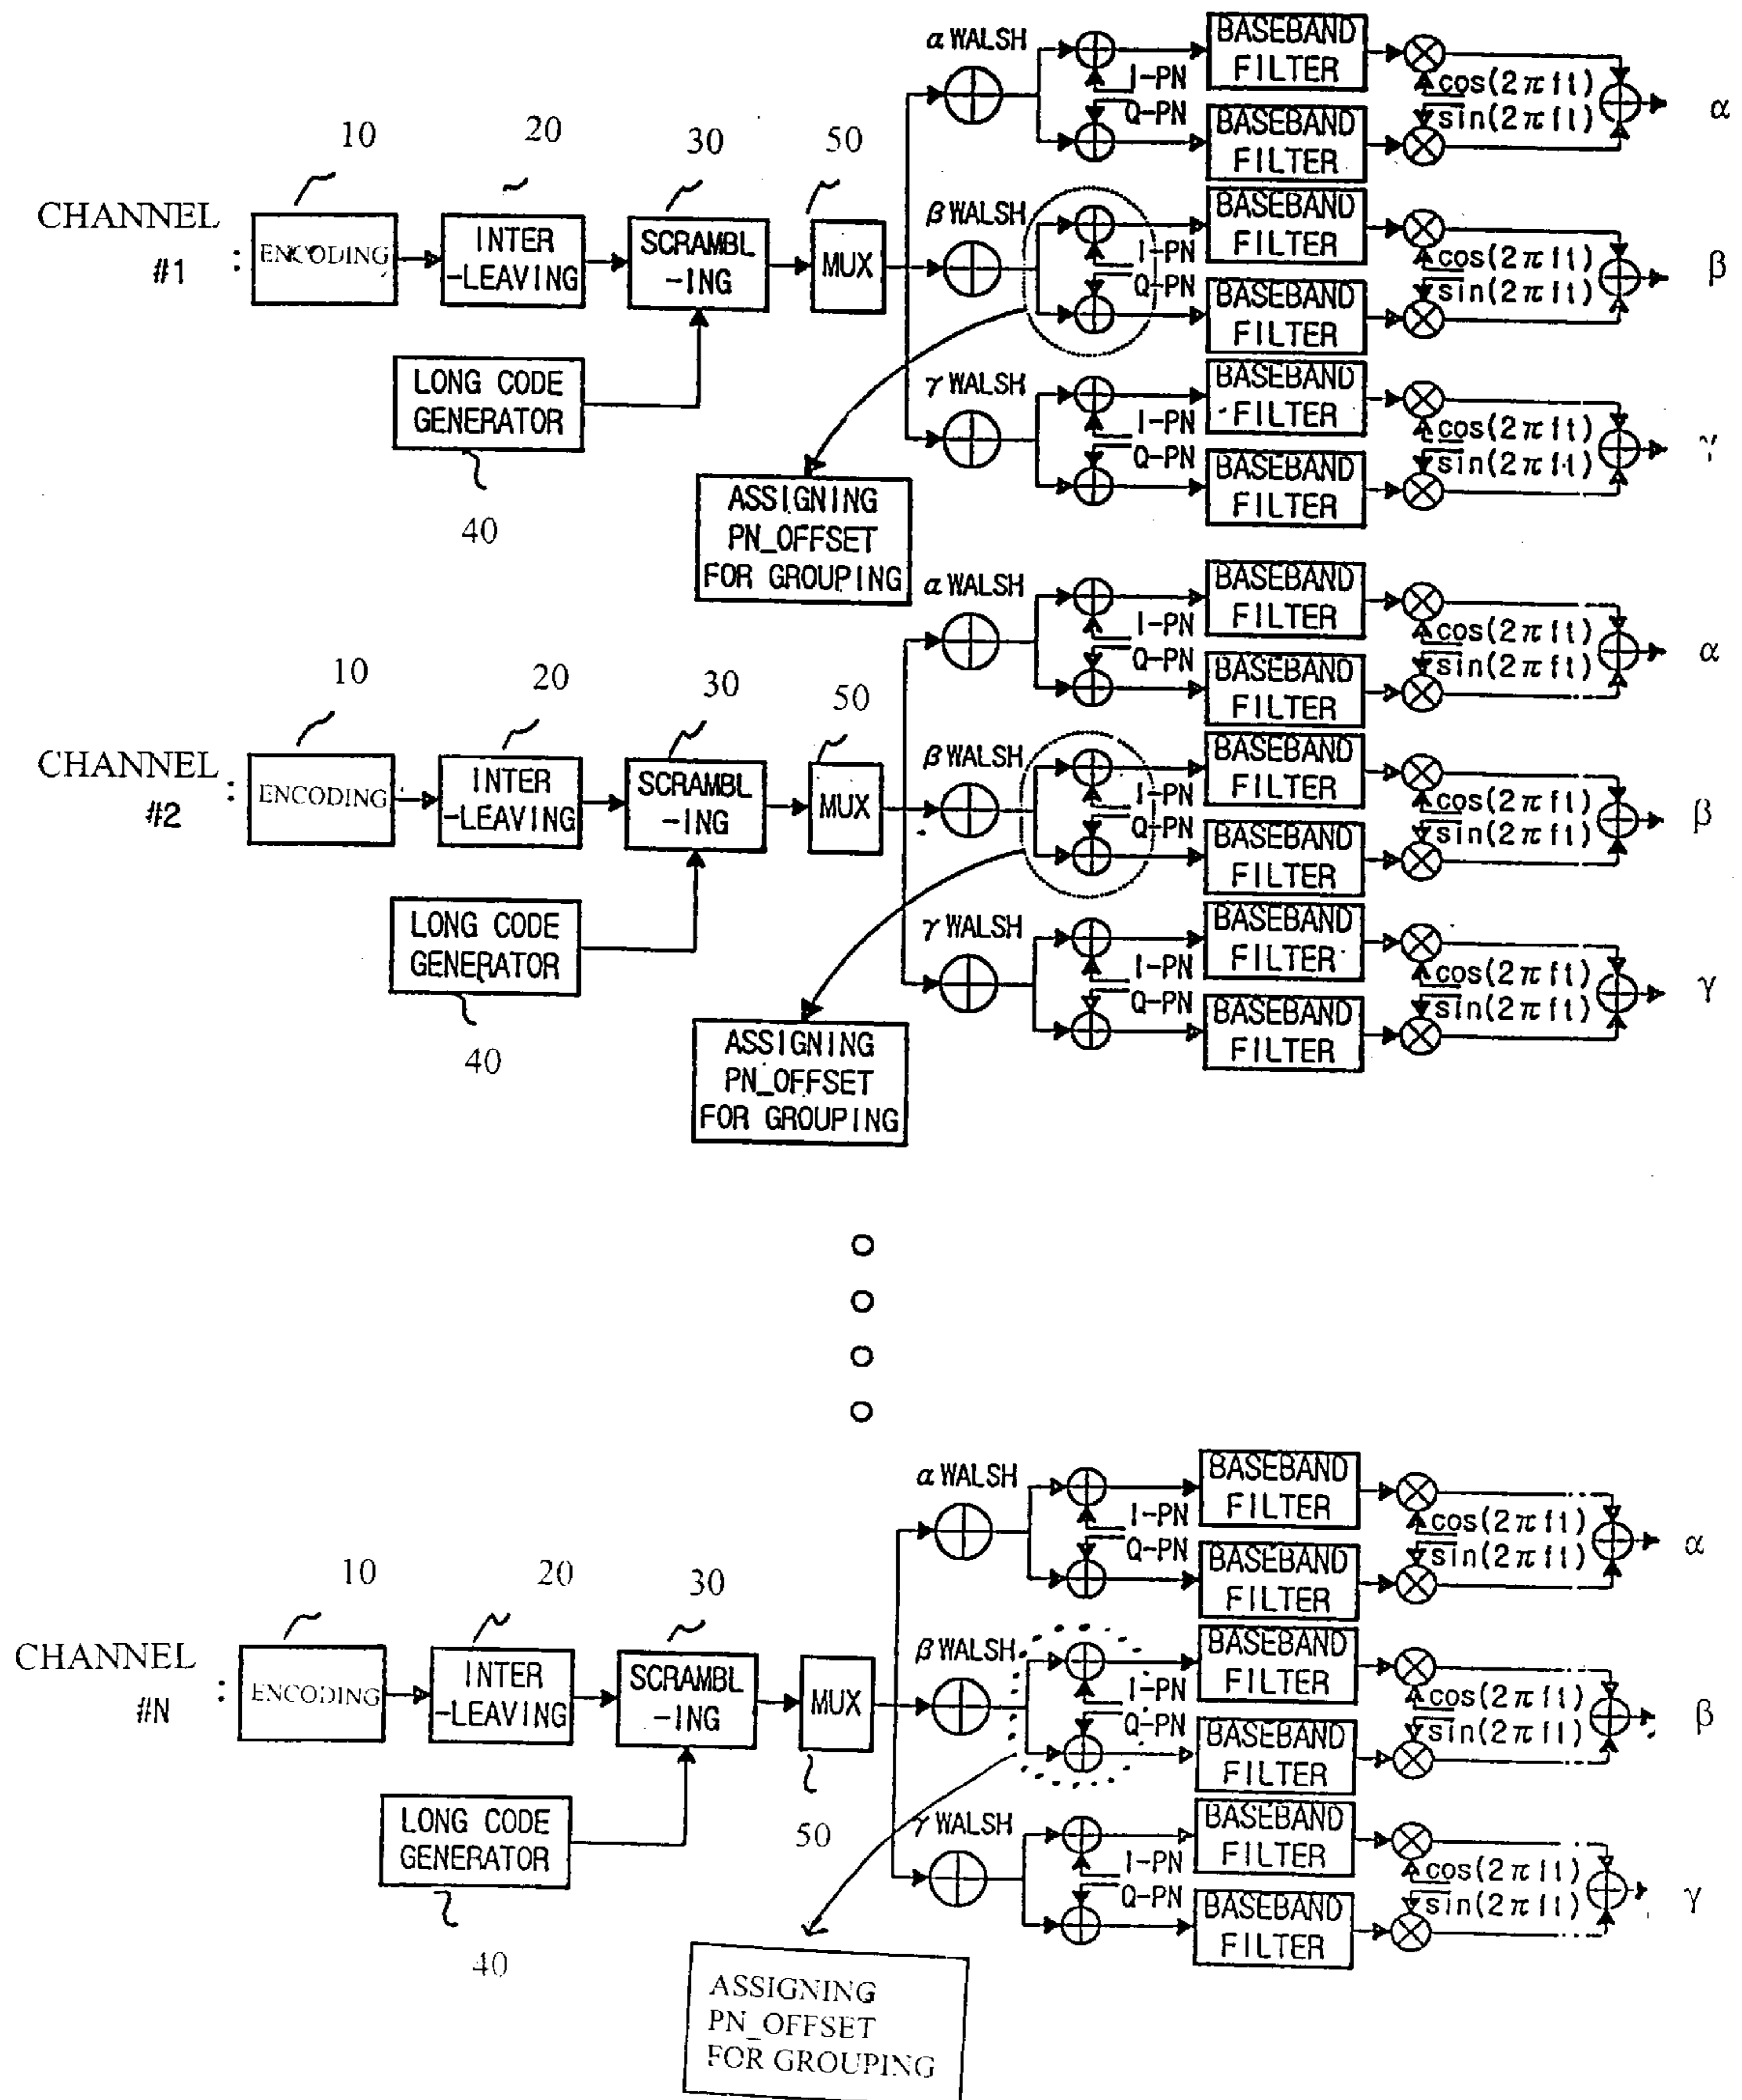 α WALSH
BASEBAND
FILTER
I-PN
Q-PN
cos(2πft)
sin(2πft)
α
BASEBAND
FILTER
10
20
30
50
CHANNEL
#1
:
ENCODING
INTER
-LEAVING
SCRAMBL
-ING
MUX
β WALSH
BASEBAND
FILTER
I-PN
Q-PN
cos(2πft)
sin(2πft)
β
BASEBAND
FILTER
LONG CODE
GENERATOR
40
γ WALSH
BASEBAND
FILTER
I-PN
Q-PN
cos(2πft)
sin(2πft)
γ
BASEBAND
FILTER
ASSIGNING
PN_OFFSET
FOR GROUPING
α WALSH
BASEBAND
FILTER
I-PN
Q-PN
cos(2πft)
sin(2πft)
α
BASEBAND
FILTER
10
20
30
50
CHANNEL
#2
:
ENCODING
INTER
-LEAVING
SCRAMBL
-ING
MUX
β WALSH
BASEBAND
FILTER
I-PN
Q-PN
cos(2πft)
sin(2πft)
β
BASEBAND
FILTER
LONG CODE
GENERATOR
40
γ WALSH
BASEBAND
FILTER
I-PN
Q-PN
cos(2πft)
sin(2πft)
γ
BASEBAND
FILTER
ASSIGNING
PN_OFFSET
FOR GROUPING
α WALSH
BASEBAND
FILTER
I-PN
Q-PN
cos(2πft)
sin(2πft)
α
BASEBAND
FILTER
10
20
30
CHANNEL
#N
:
ENCODING
INTER
-LEAVING
SCRAMBL
-ING
MUX
50
β WALSH
BASEBAND
FILTER
I-PN
Q-PN
cos(2πft)
sin(2πft)
β
BASEBAND
FILTER
LONG CODE
GENERATOR
40
γ WALSH
BASEBAND
FILTER
I-PN
Q-PN
cos(2πft)
sin(2πft)
γ
BASEBAND
FILTER
ASSIGNING
PN_OFFSET
FOR GROUPING